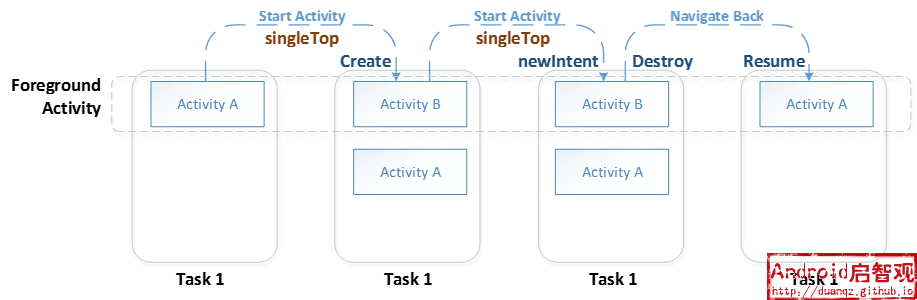 Start Activity
singleTop
Start Activity
singleTop
Navigate Back
Create
newIntent
Destroy
Resume
Foreground
Activity
Activity A
Activity B
Activity B
Activity A
Activity A
Activity A
Task 1
Task 1
Task 1
Task 1
Android启智观
http://duanqz.github.io